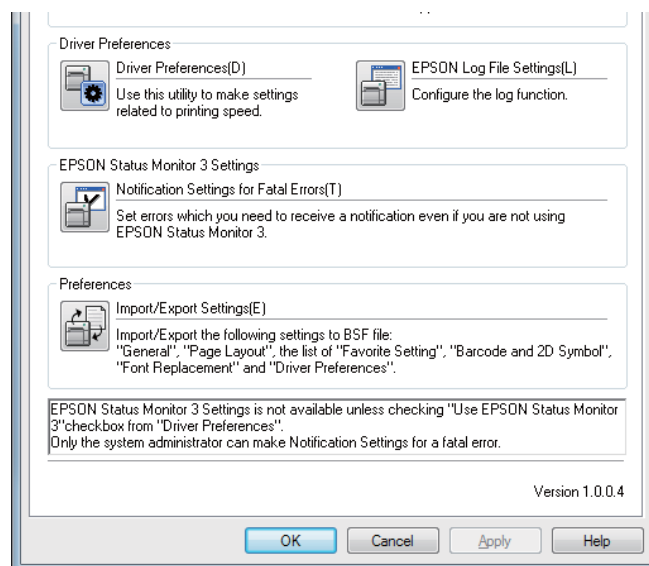 Driver Preferences
Driver Preferences(D)
Use this utility to make settings
related to printing speed.
EPSON Log File Settings(L)
Configure the log function.
EPSON Status Monitor 3 Settings
Notification Settings for Fatal Errors(T)
Set errors which you need to receive a notification even if you are not using
EPSON Status Monitor 3.
Preferences
Import/Export Settings(E)
Import/Export the following settings to BSF file:
"General", "Page Layout", the list of "Favorite Setting", "Barcode and 2D Symbol",
"Font Replacement" and "Driver Preferences".
EPSON Status Monitor 3 Settings is not available unless checking "Use EPSON Status Monitor
3"checkbox from "Driver Preferences".
Only the system administrator can make Notification Settings for a fatal error.
Version 1.0.0.4
OK Cancel Apply Help